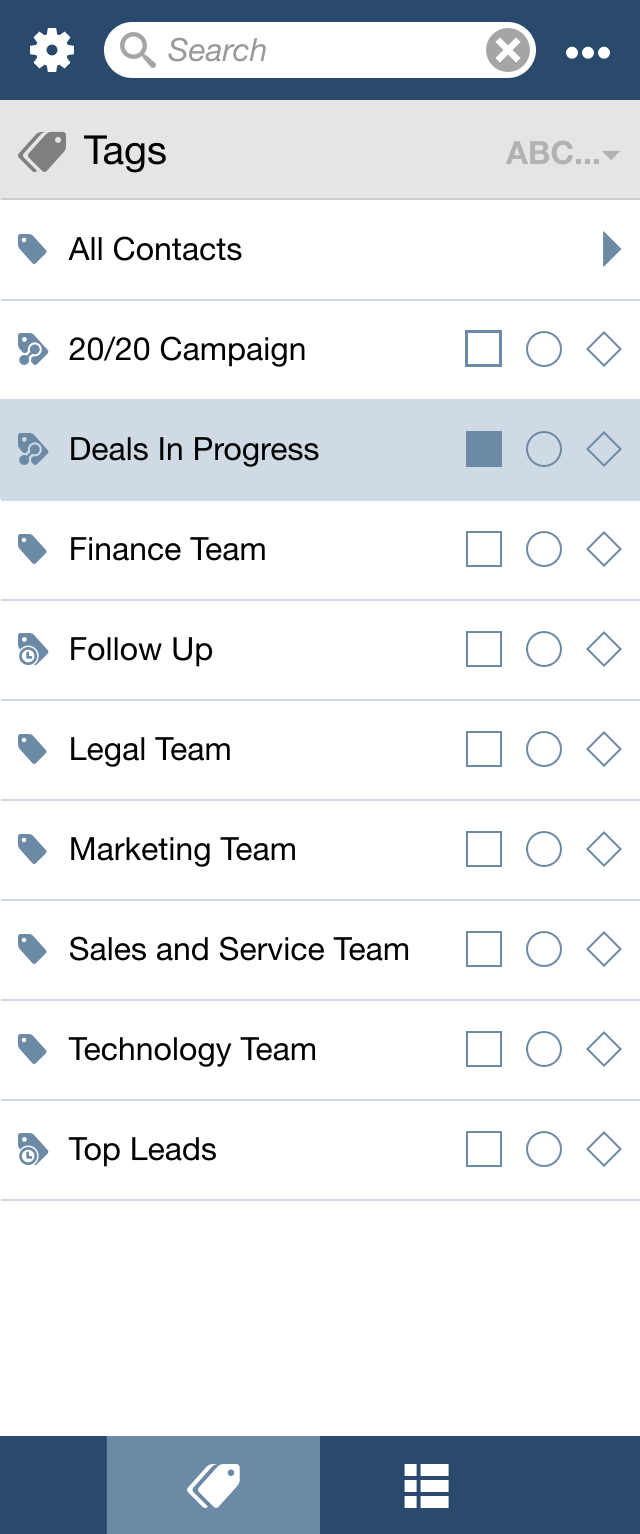 Search
Tags
ABC...
All Contacts
20/20 Campaign
Deals In Progress
Finance Team
Follow Up
Legal Team
Marketing Team
Sales and Service Team
Technology Team
Top Leads